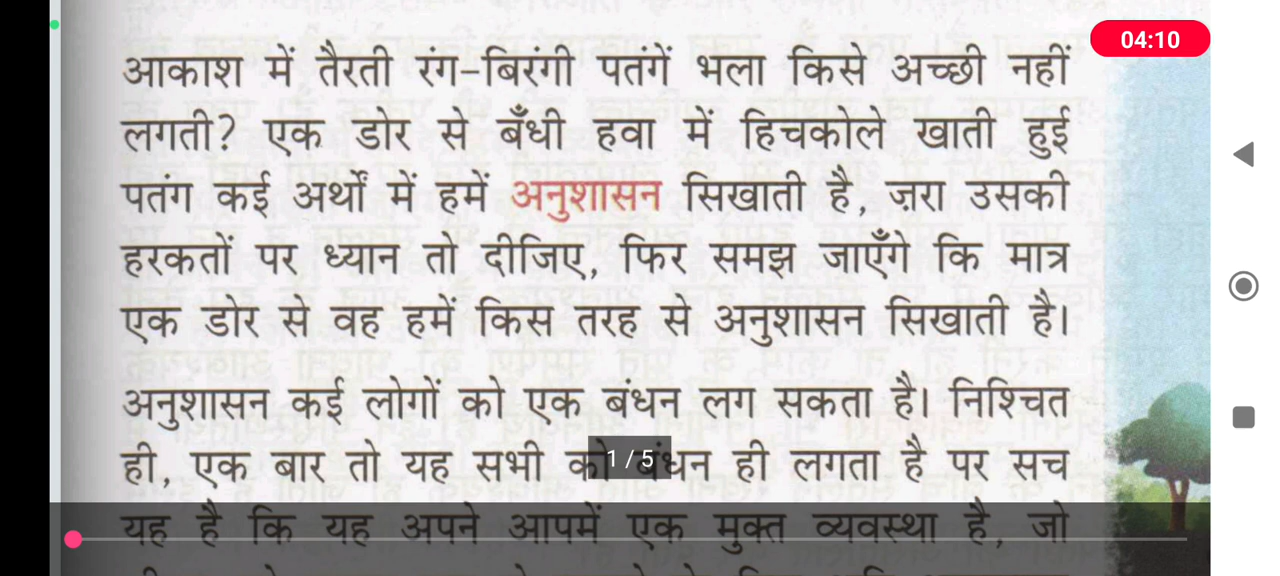 04:10
आकाश में तैरती रंग-बिरंगी पतंगें भला किसे अच्छी नहीं
लगती? एक डोर से बँधी हवा में हिचकोले खाती हुई
पतंग कई अर्थों में हमें अनुशासन सिखाती है, ज़रा उसकी
हरकतों पर ध्यान तो दीजिए, फिर समझ जाएँगे कि मात्र
एक डोर से वह हमें किस तरह से अनुशासन सिखाती है।
अनुशासन कई लोगों को एक बंधन लग सकता है। निश्चित
ही, एक बार तो यह सभी को बंधन ही लगता है पर सच
1 / 5
यह है कि यह अपने आपमें एक मुक्त व्यवस्था है, जो